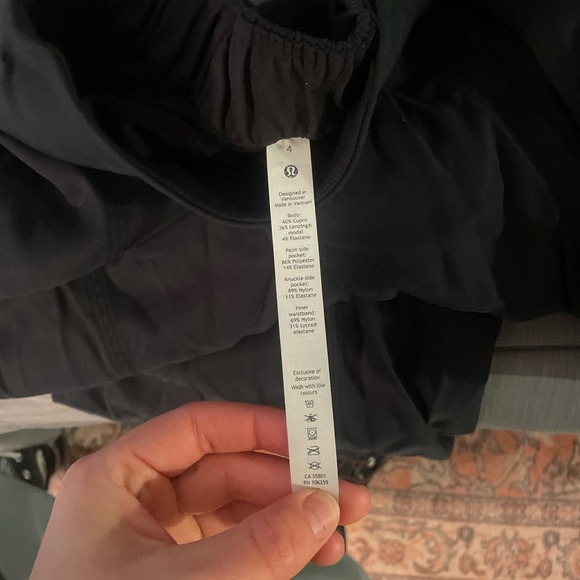 4
Designed in
Vancouver
Made in Vietnam
Body:
60% Cupro
36% Lenzing®
modal
4% Elastane
Palm side
pocket:
86% Polyester
14% Elastane
Knuckle side
pocket:
89% Nylon
11% Elastane
Inner
waistband:
69% Nylon
31% Lycra®
elastane
Exclusive of
decoration
Wash with like
colours
CA 35801
RN 106259